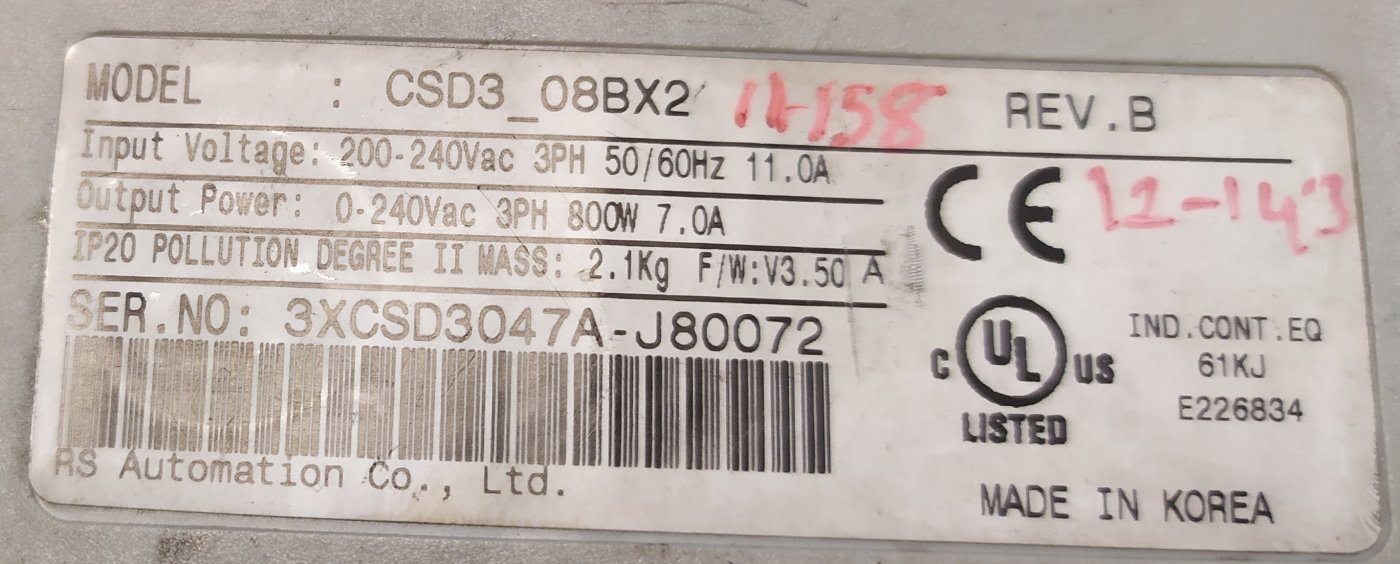 MODEL : CSD3_08BX2 11-158 REV.B
Input Voltage: 200-240Vac 3PH 50/60Hz 11.0A
Output Power: 0-240Vac 3PH 800W 7.0A
IP20 POLLUTION DEGREE II MASS: 2.1Kg F/W:V3.50 A
SER.NO: 3XCSD3047A-J80072
RS Automation Co., Ltd.
CE 12-143
C UL US
LISTED
IND.CONT.EQ
61KJ
E226834
MADE IN KOREA